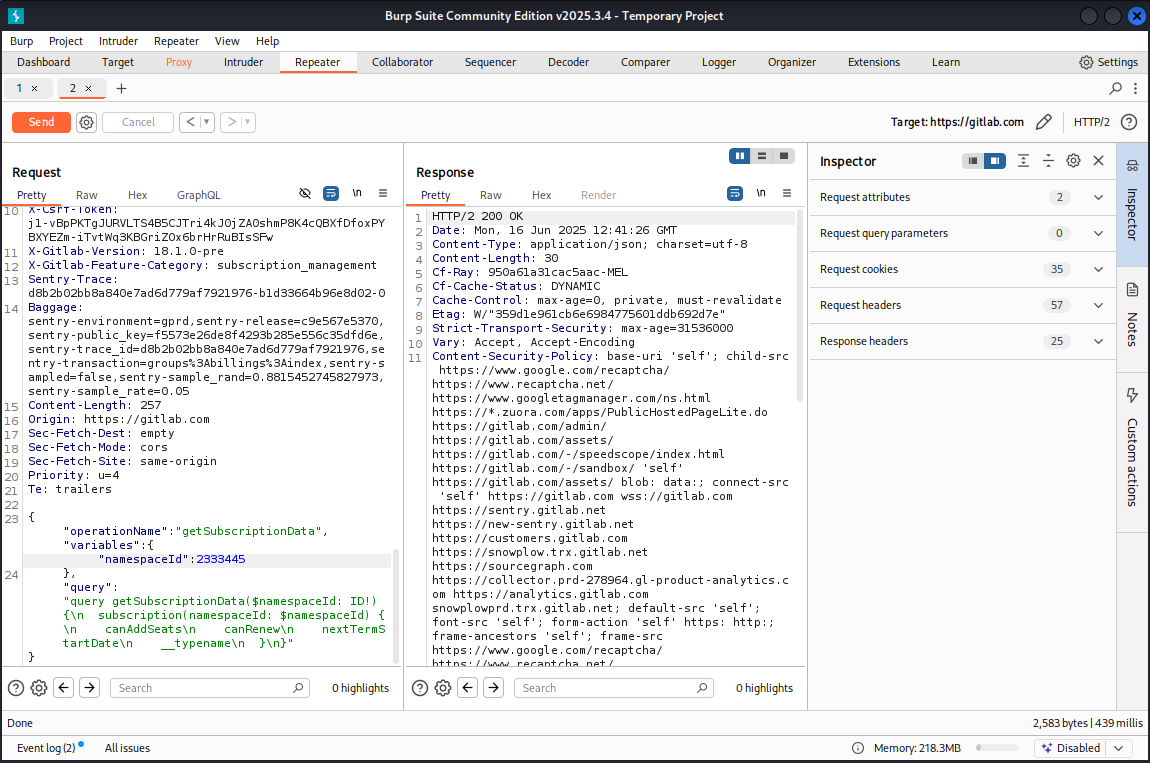 Burp Suite Community Edition v2025.3.4 - Temporary Project
Burp Project Intruder Repeater View Help
Dashboard Target Proxy Intruder Repeater Collaborator Sequencer Decoder Comparer Logger Organizer Extensions Learn Settings
1 × 2 × +
Send Cancel < > Target: https://gitlab.com HTTP/2
Request
Pretty Raw Hex GraphQL \n
10 X-Csrf-Token:
j1-vBpPKTgJURVLTS4B5CJTri4kJ0jZA0shmP8K4cQBXfDfoxPY
BXYEZm-iTvtWq3KBGriZOx6brHrRuBIsSFw
11 X-Gitlab-Version: 18.1.0-pre
12 X-Gitlab-Feature-Category: subscription_management
13 Sentry-Trace:
d8b2b02bb8a840e7ad6d779af7921976-b1d33664b96e8d02-0
14 Baggage:
sentry-environment=gprd,sentry-release=c9e567e5370,
sentry-public_key=f5573e26de8f4293b285e556c35dfd6e,
sentry-trace_id=d8b2b02bb8a840e7ad6d779af7921976,se
ntry-transaction=groups%3Abillings%3Aindex,sentry-s
ampled=false,sentry-sample_rand=0.8815452745827973,
sentry-sample_rate=0.05
15 Content-Length: 257
16 Origin: https://gitlab.com
17 Sec-Fetch-Dest: empty
18 Sec-Fetch-Mode: cors
19 Sec-Fetch-Site: same-origin
20 Priority: u=4
21 Te: trailers
22
23 {
"operationName":"getSubscriptionData",
"variables":{
"namespaceId":2333445
24 },
"query":
"query getSubscriptionData($namespaceId: ID!)
{\n  subscription(namespaceId: $namespaceId) {
\n    canAddSeats\n    canRenew\n    nextTermS
tartDate\n    __typename\n  }\n}"
}
Search 0 highlights
Response
Pretty Raw Hex Render \n
1 HTTP/2 200 OK
2 Date: Mon, 16 Jun 2025 12:41:26 GMT
3 Content-Type: application/json; charset=utf-8
4 Content-Length: 30
5 Cf-Ray: 950a61a31cac5aac-MEL
6 Cf-Cache-Status: DYNAMIC
7 Cache-Control: max-age=0, private, must-revalidate
8 Etag: W/"359d1e961cb6e6984775601ddb692d7e"
9 Strict-Transport-Security: max-age=31536000
10 Vary: Accept, Accept-Encoding
11 Content-Security-Policy: base-uri 'self'; child-src
https://www.google.com/recaptcha/
https://www.recaptcha.net/
https://www.googletagmanager.com/ns.html
https://*.zuora.com/apps/PublicHostedPageLite.do
https://gitlab.com/admin/
https://gitlab.com/assets/
https://gitlab.com/-/speedscope/index.html
https://gitlab.com/-/sandbox/ 'self'
https://gitlab.com/assets/ blob: data:; connect-src
'self' https://gitlab.com wss://gitlab.com
https://sentry.gitlab.net
https://new-sentry.gitlab.net
https://customers.gitlab.com
https://snowplow.trx.gitlab.net
https://sourcegraph.com
https://collector.prd-278964.gl-product-analytics.c
om https://analytics.gitlab.com
snowplowprd.trx.gitlab.net; default-src 'self';
font-src 'self'; form-action 'self' https: http:;
frame-ancestors 'self'; frame-src
https://www.google.com/recaptcha/
https://www.recaptcha.net/
Search 0 highlights
Inspector
Request attributes 2
Request query parameters 0
Request cookies 35
Request headers 57
Response headers 25
Inspector
Notes
Custom actions
Done 2,583 bytes | 439 millis
Event log (2) All issues Memory: 218.3MB Disabled